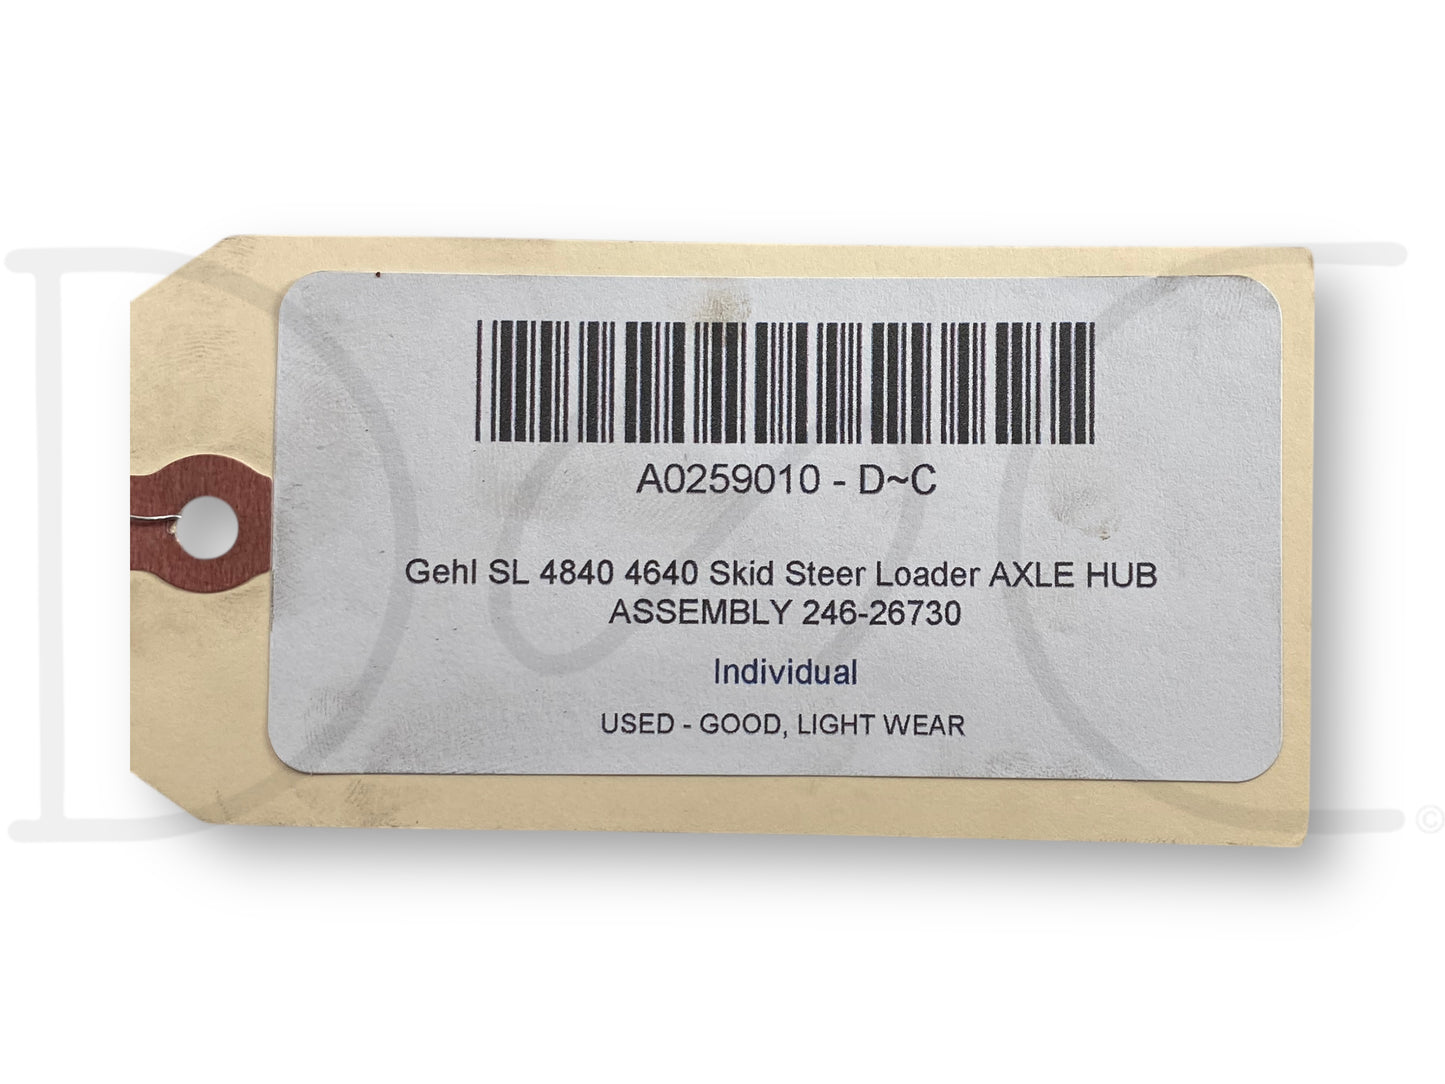 A0259010 - D~C
Gehl SL 4840 4640 Skid Steer Loader AXLE HUB
ASSEMBLY 246-26730
Individual
USED - GOOD, LIGHT WEAR
D~C
©